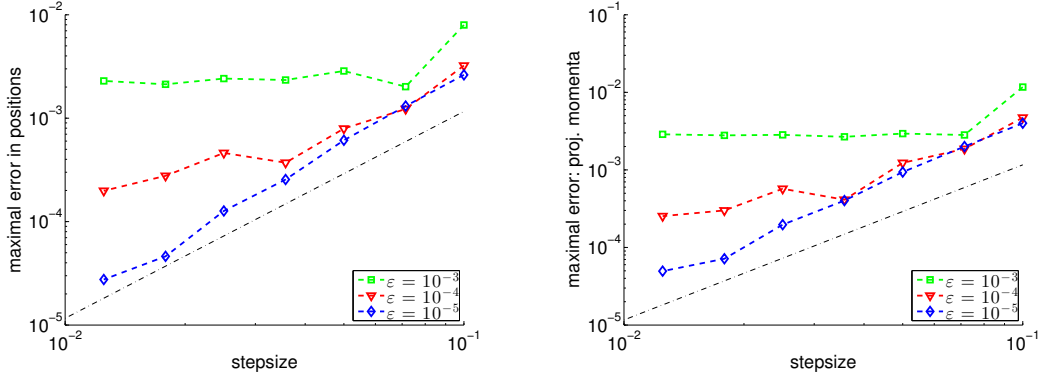 10⁻²
10⁻³
10⁻⁴
10⁻⁵
maximal error in positions
10⁻²
10⁻¹
stepsize
ε = 10⁻³
ε = 10⁻⁴
ε = 10⁻⁵
10⁻¹
10⁻²
10⁻³
10⁻⁴
10⁻⁵
maximal error: proj. momenta
10⁻²
10⁻¹
stepsize
ε = 10⁻³
ε = 10⁻⁴
ε = 10⁻⁵